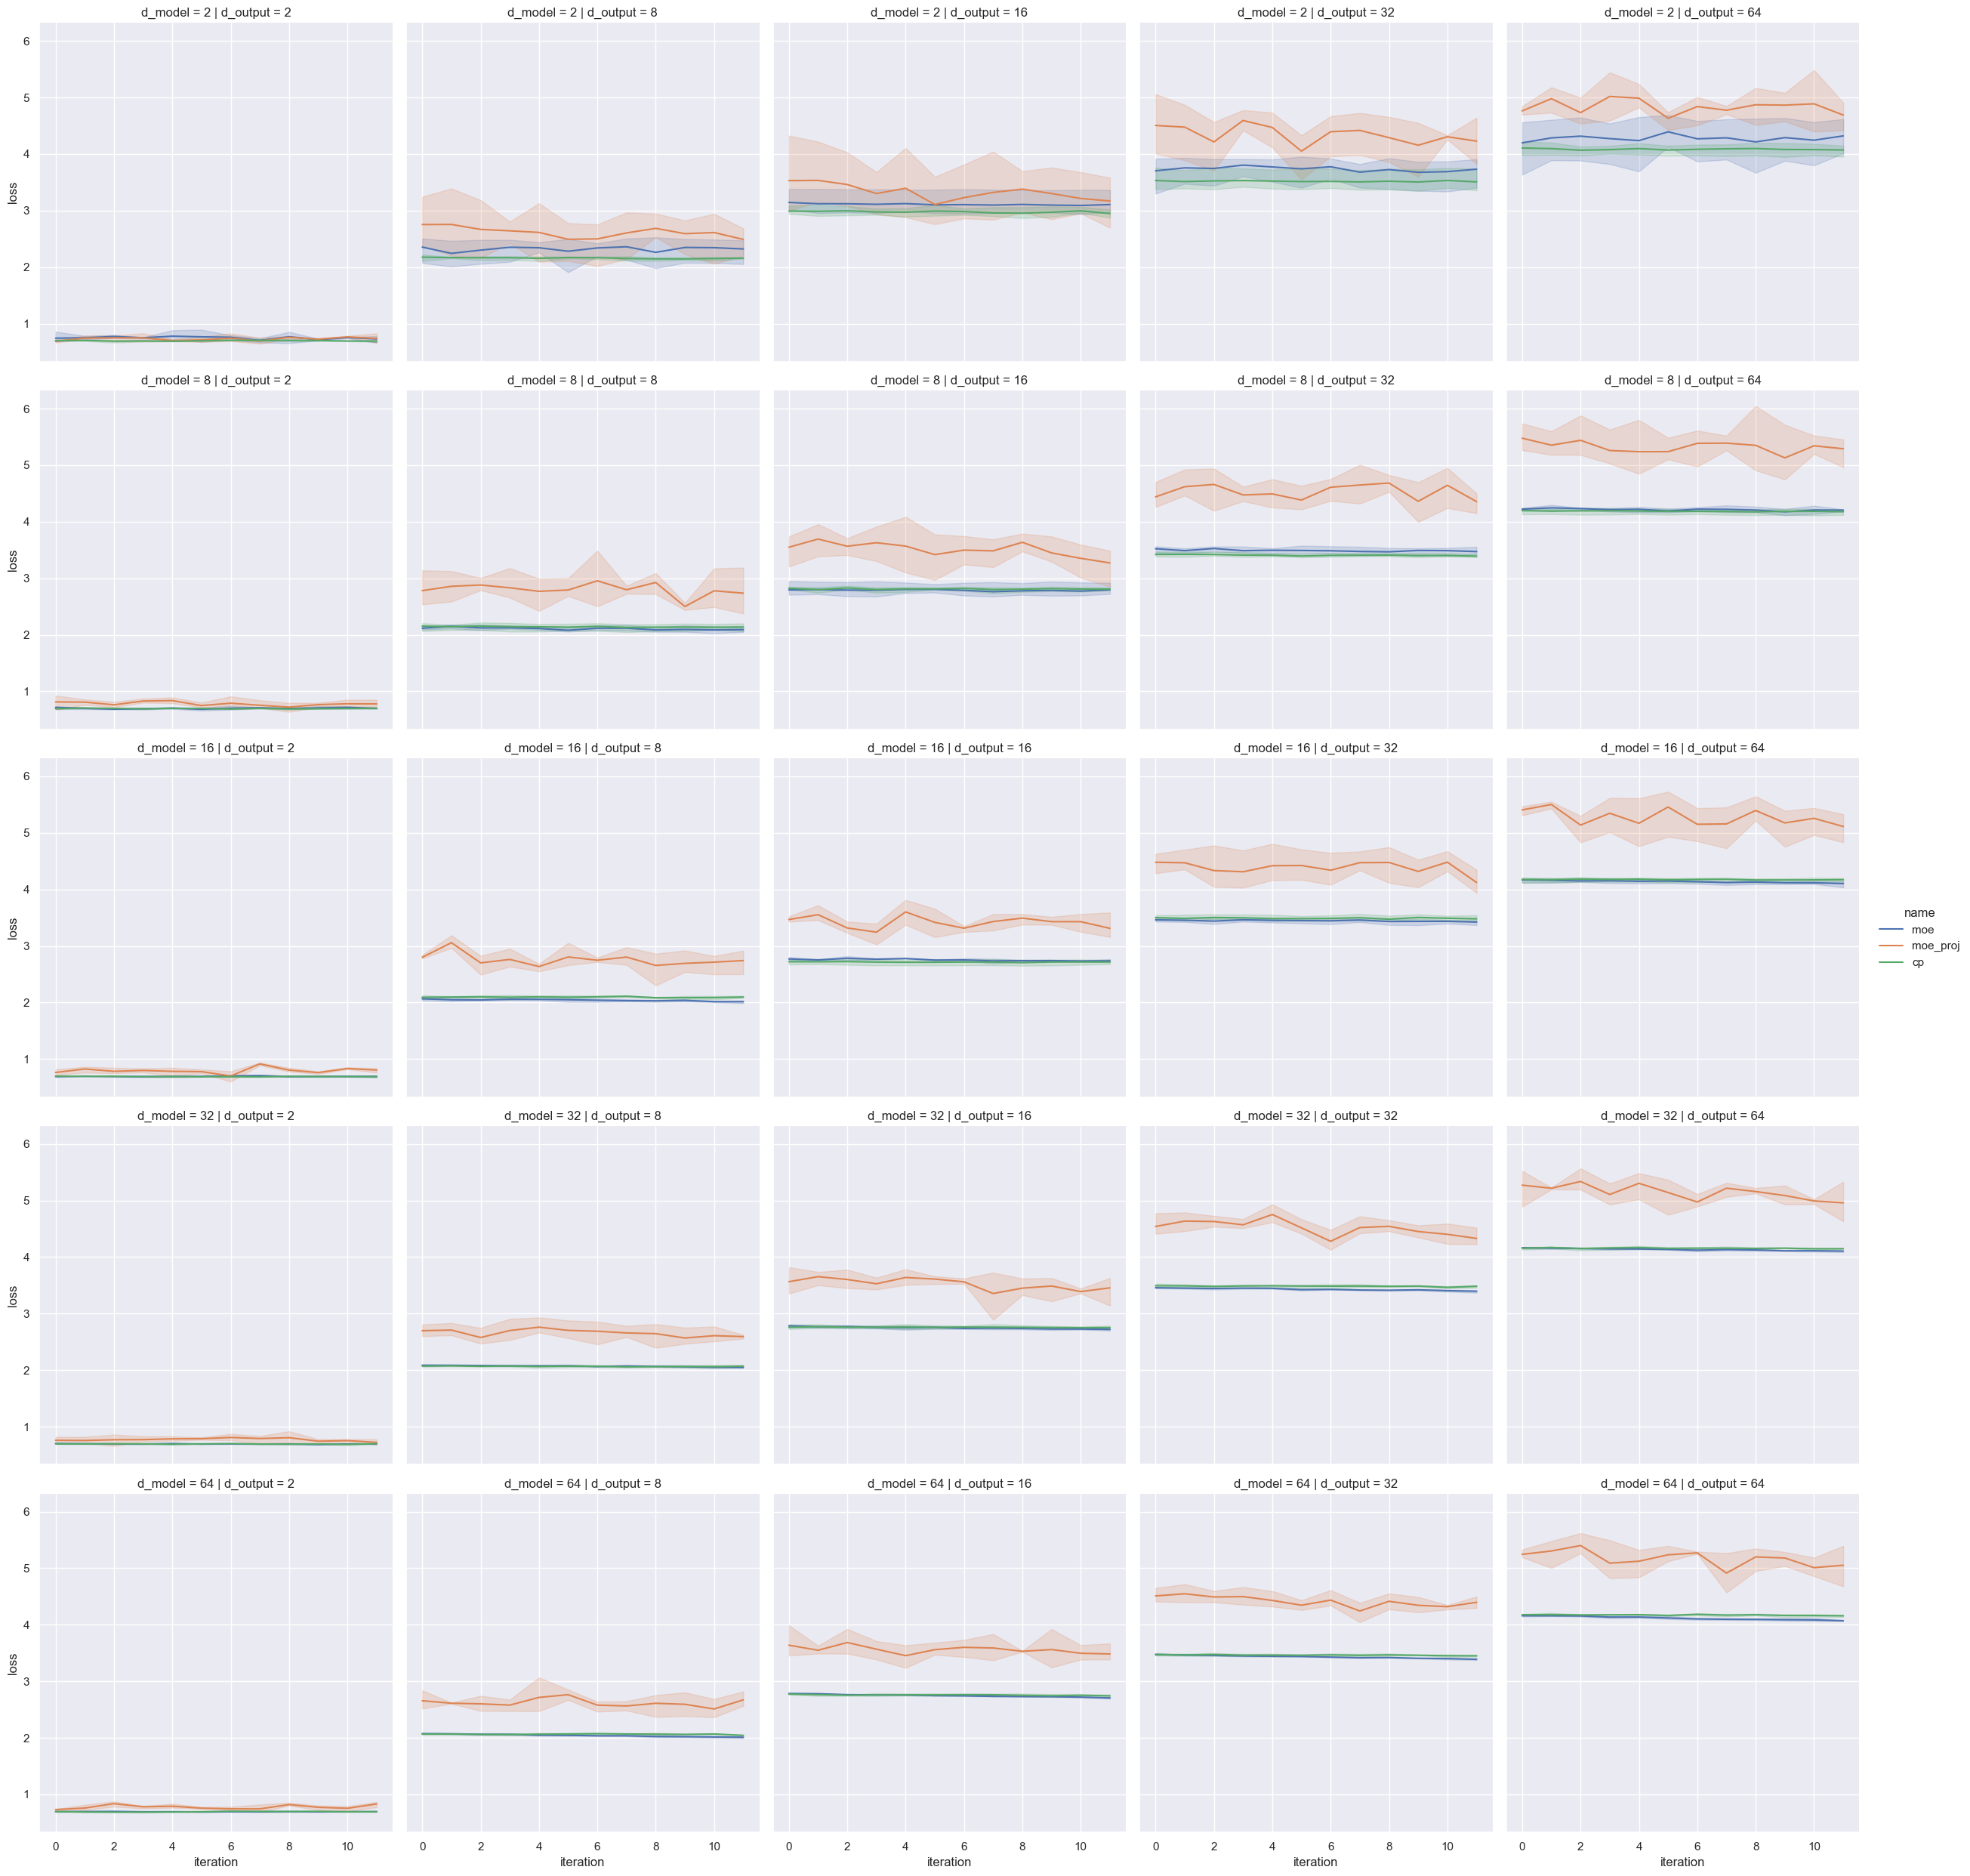 d_model = 2 | d_output = 2
d_model = 2 | d_output = 8
d_model = 2 | d_output = 16
d_model = 2 | d_output = 32
d_model = 2 | d_output = 64
6
5
4
3
2
1
loss
d_model = 8 | d_output = 2
d_model = 8 | d_output = 8
d_model = 8 | d_output = 16
d_model = 8 | d_output = 32
d_model = 8 | d_output = 64
6
5
4
3
2
1
loss
d_model = 16 | d_output = 2
d_model = 16 | d_output = 8
d_model = 16 | d_output = 16
d_model = 16 | d_output = 32
d_model = 16 | d_output = 64
6
5
4
3
2
1
loss
name
moe
moe_proj
cp
d_model = 32 | d_output = 2
d_model = 32 | d_output = 8
d_model = 32 | d_output = 16
d_model = 32 | d_output = 32
d_model = 32 | d_output = 64
6
5
4
3
2
1
loss
d_model = 64 | d_output = 2
d_model = 64 | d_output = 8
d_model = 64 | d_output = 16
d_model = 64 | d_output = 32
d_model = 64 | d_output = 64
6
5
4
3
2
1
loss
0 2 4 6 8 10
iteration
0 2 4 6 8 10
iteration
0 2 4 6 8 10
iteration
0 2 4 6 8 10
iteration
0 2 4 6 8 10
iteration